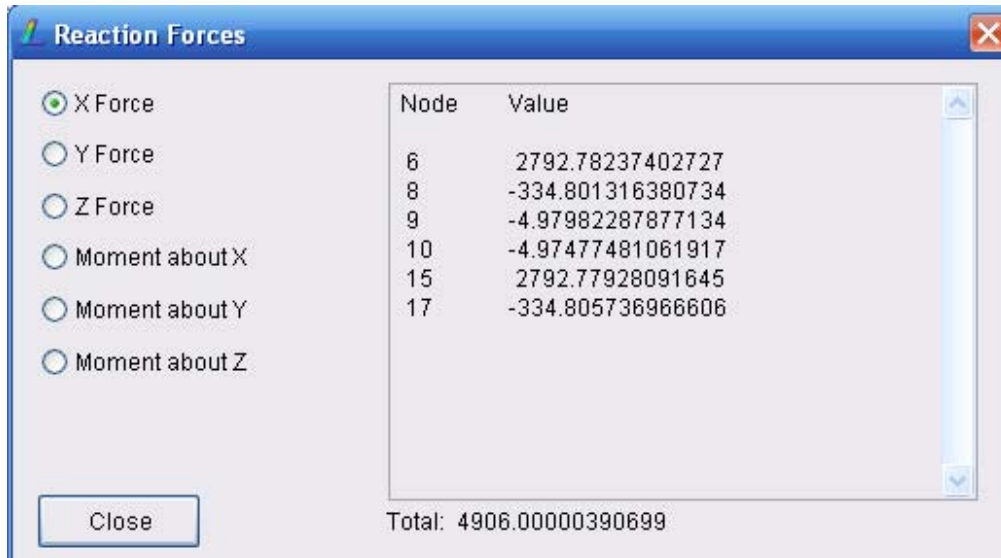 Reaction Forces
X Force
Y Force
Z Force
Moment about X
Moment about Y
Moment about Z
Close
Node Value
6 2792.78237402727
8 -334.801316380734
9 -4.97982287877134
10 -4.97477481061917
15 2792.77928091645
17 -334.805736966606
Total: 4906.00000390699